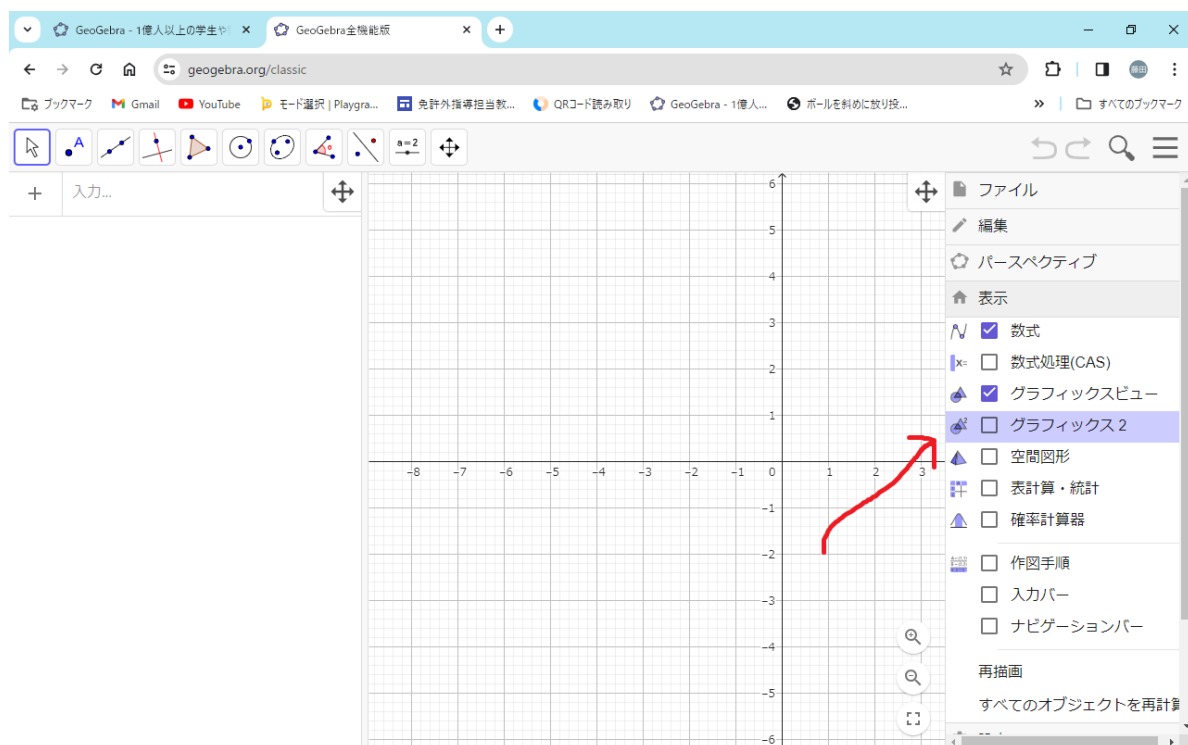 GeoGebra - 1億人以上の学生や
GeoGebra全機能版
geogebra.org/classic
藤田
ブックマーク
Gmail
YouTube
モード選択 | Playgra...
免許外指導担当教...
QRコード読み取り
GeoGebra - 1億人...
ボールを斜めに放り投...
»
すべてのブックマーク
A
a=2
+ 入力...
6
5
4
3
2
1
-8 -7 -6 -5 -4 -3 -2 -1 0 1 2 3
-1
-2
-3
-4
-5
-6
ファイル
編集
パースペクティブ
表示
数式
x= 数式処理(CAS)
グラフィックスビュー
2 グラフィックス 2
空間図形
表計算・統計
確率計算器
作図手順
入力バー
ナビゲーションバー
再描画
すべてのオブジェクトを再計算